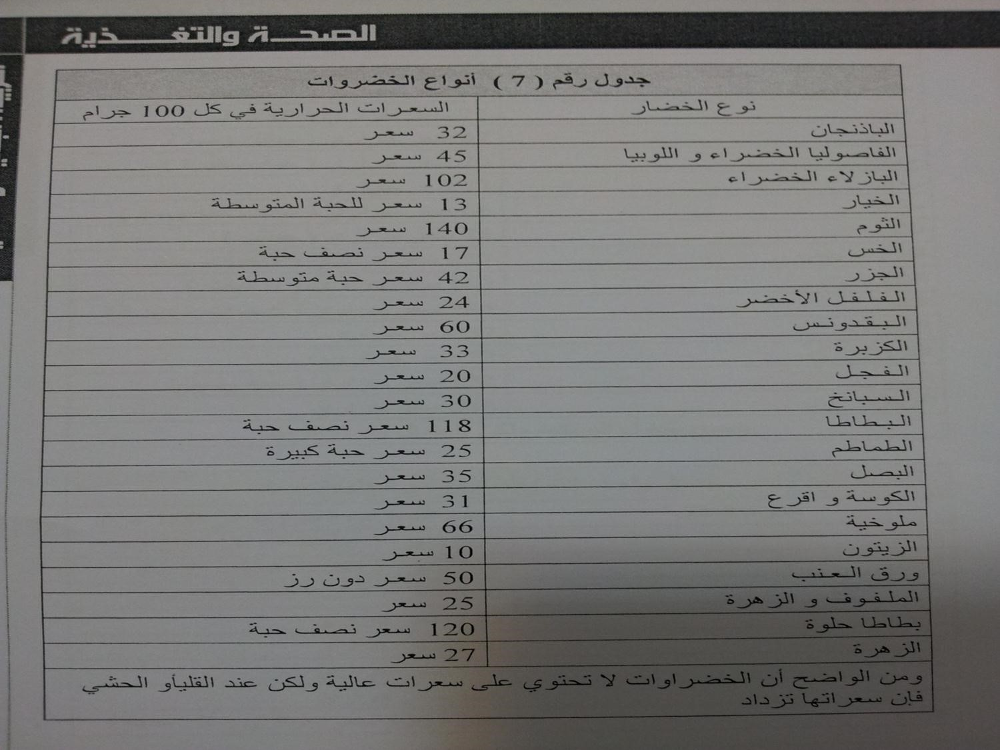 الصحة والتغذية
جدول رقم ( 7 ) أنواع الخضروات
نوع الخضار السعرات الحرارية في كل 100 جرام
الباذنجان 32 سعر
الفاصوليا الخضراء و اللوبيا 45 سعر
البازلاء الخضراء 102 سعر
الخيار 13 سعر للحبة المتوسطة
الثوم 140 سعر
الخس 17 سعر نصف حبة
الجزر 42 سعر حبة متوسطة
الفلفل الأخضر 24 سعر
البقدونس 60 سعر
الكزبرة 33 سعر
الفجل 20 سعر
السبانخ 30 سعر
البطاطا 118 سعر نصف حبة
الطماطم 25 سعر حبة كبيرة
البصل 35 سعر
الكوسة و اقرع 31 سعر
ملوخية 66 سعر
الزيتون 10 سعر
ورق العنب 50 سعر دون رز
الملفوف و الزهرة 25 سعر
بطاطا حلوة 120 سعر نصف حبة
الزهرة 27 سعر
ومن الواضح أن الخضراوات لا تحتوي على سعرات عالية ولكن عند القليأو الحشي
فإن سعراتها تزداد